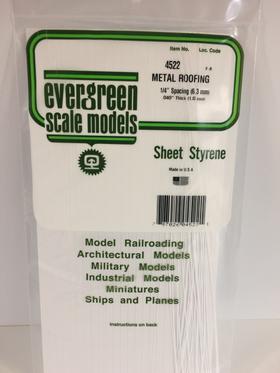 Item No. Loc. Code
4522 F-8
METAL ROOFING
1/4" Spacing (6.3 mm)
.040" Thick (1.0 mm)
evergreen
scale models
Sheet Styrene
Made in U.S.A
Model Railroading
Architectural Models
Military Models
Industrial Models
Miniatures
Ships and Planes
instructions on back